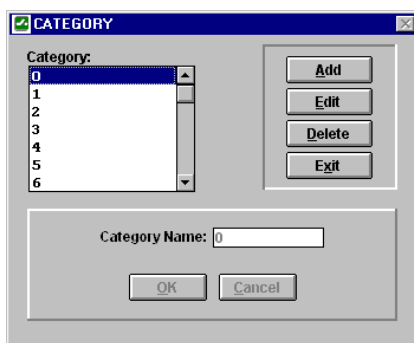 CATEGORY
Category:
0
1
2
3
4
5
6
Add
Edit
Delete
Exit
Category Name: 0
OK Cancel